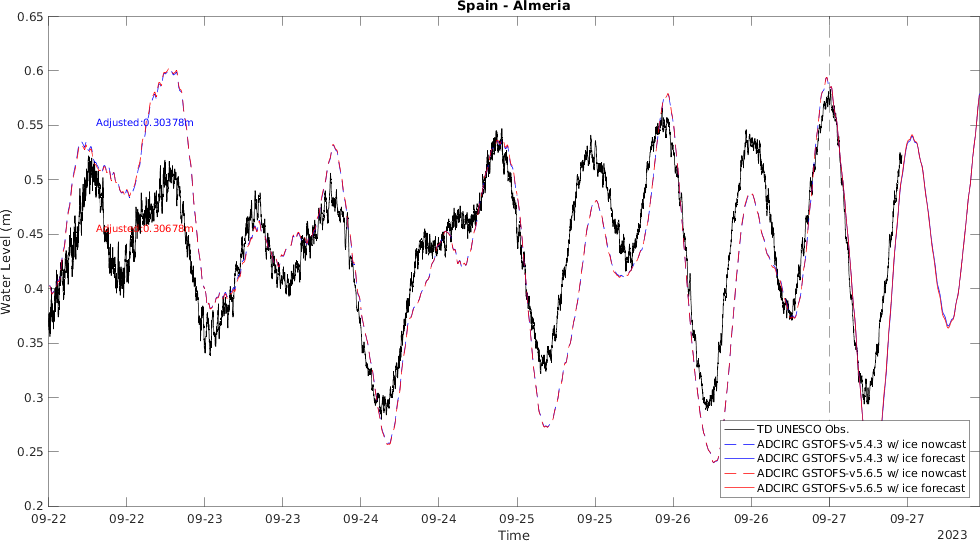 Spain - Almeria
0.65
0.6
0.55
0.5
0.45
0.4
0.35
0.3
0.25
0.2
Water Level (m)
Adjusted:0.30378m
Adjusted:0.30678m
TD UNESCO Obs.
ADCIRC GSTOFS-v5.4.3 w/ ice nowcast
ADCIRC GSTOFS-v5.4.3 w/ ice forecast
ADCIRC GSTOFS-v5.6.5 w/ ice nowcast
ADCIRC GSTOFS-v5.6.5 w/ ice forecast
09-22 09-22 09-23 09-23 09-24 09-24 09-25 09-25 09-26 09-26 09-27 09-27
Time
2023